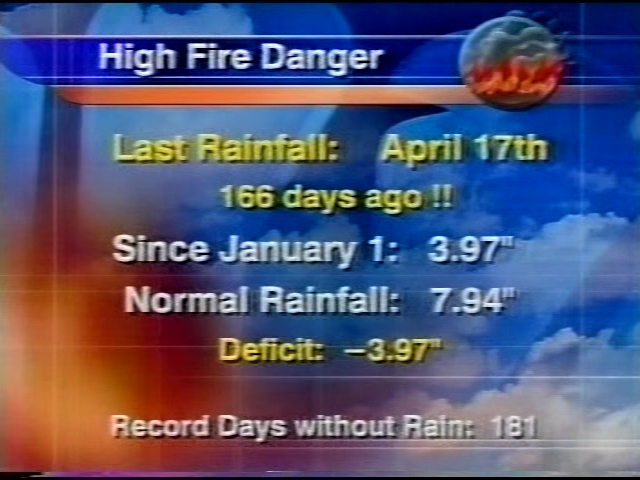 High Fire Danger
Last Rainfall: April 17th
166 days ago !!
Since January 1: 3.97"
Normal Rainfall: 7.94"
Deficit: −3.97"
Record Days without Rain: 181